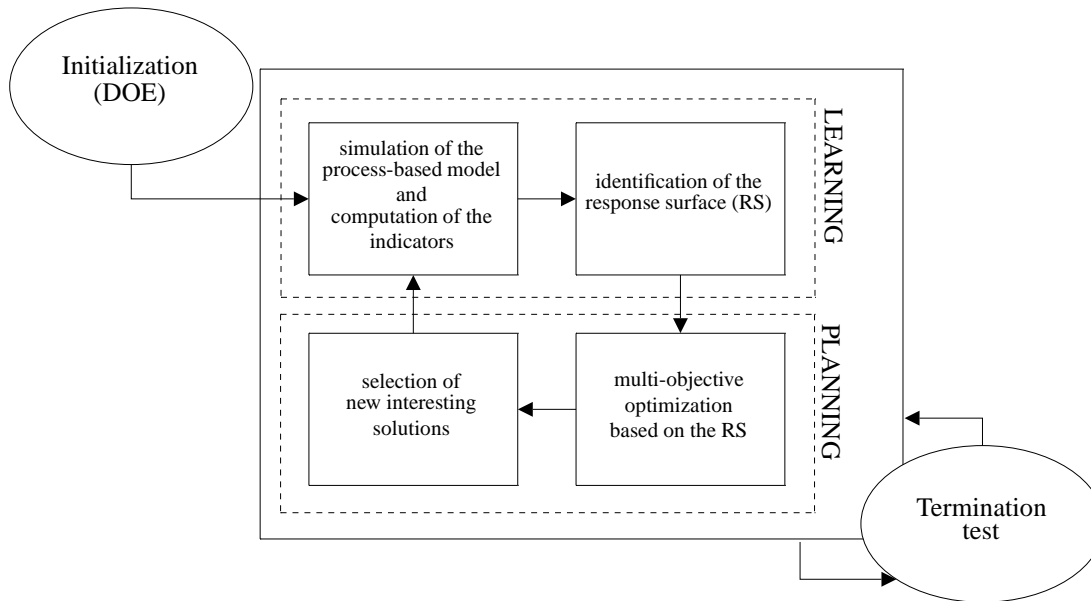 Initialization
(DOE)
simulation of the
process-based model
and
computation of the
indicators
identification of the
response surface (RS)
LEARNING
selection of
new interesting
solutions
multi-objective
optimization
based on the RS
PLANNING
Termination
test